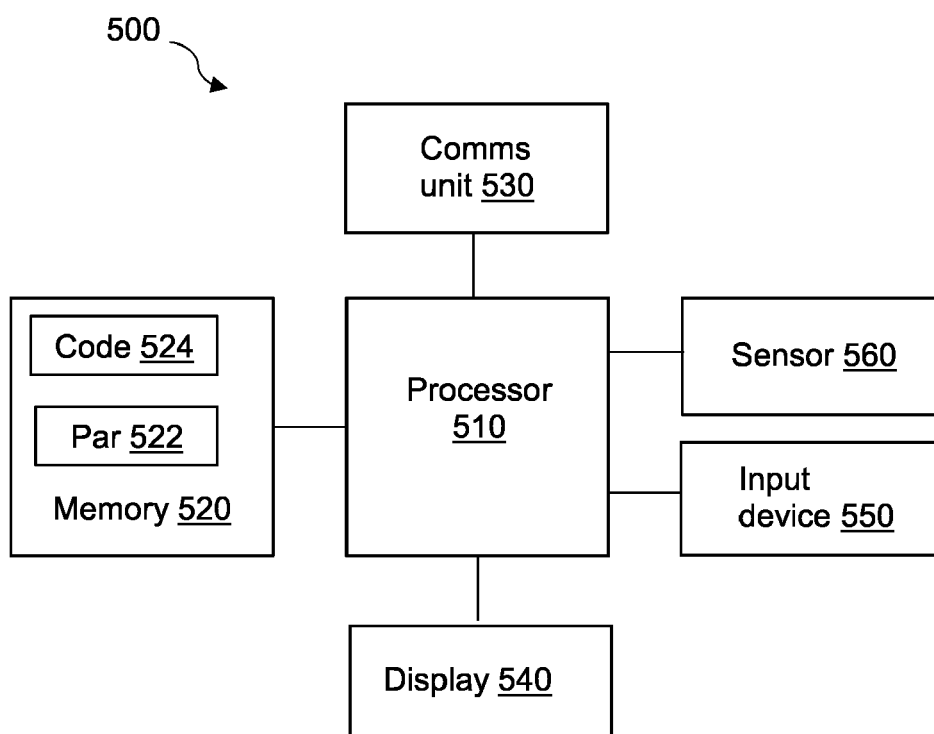 500
Comms
unit 530
Code 524
Par 522
Memory 520
Processor
510
Sensor 560
Input
device 550
Display 540